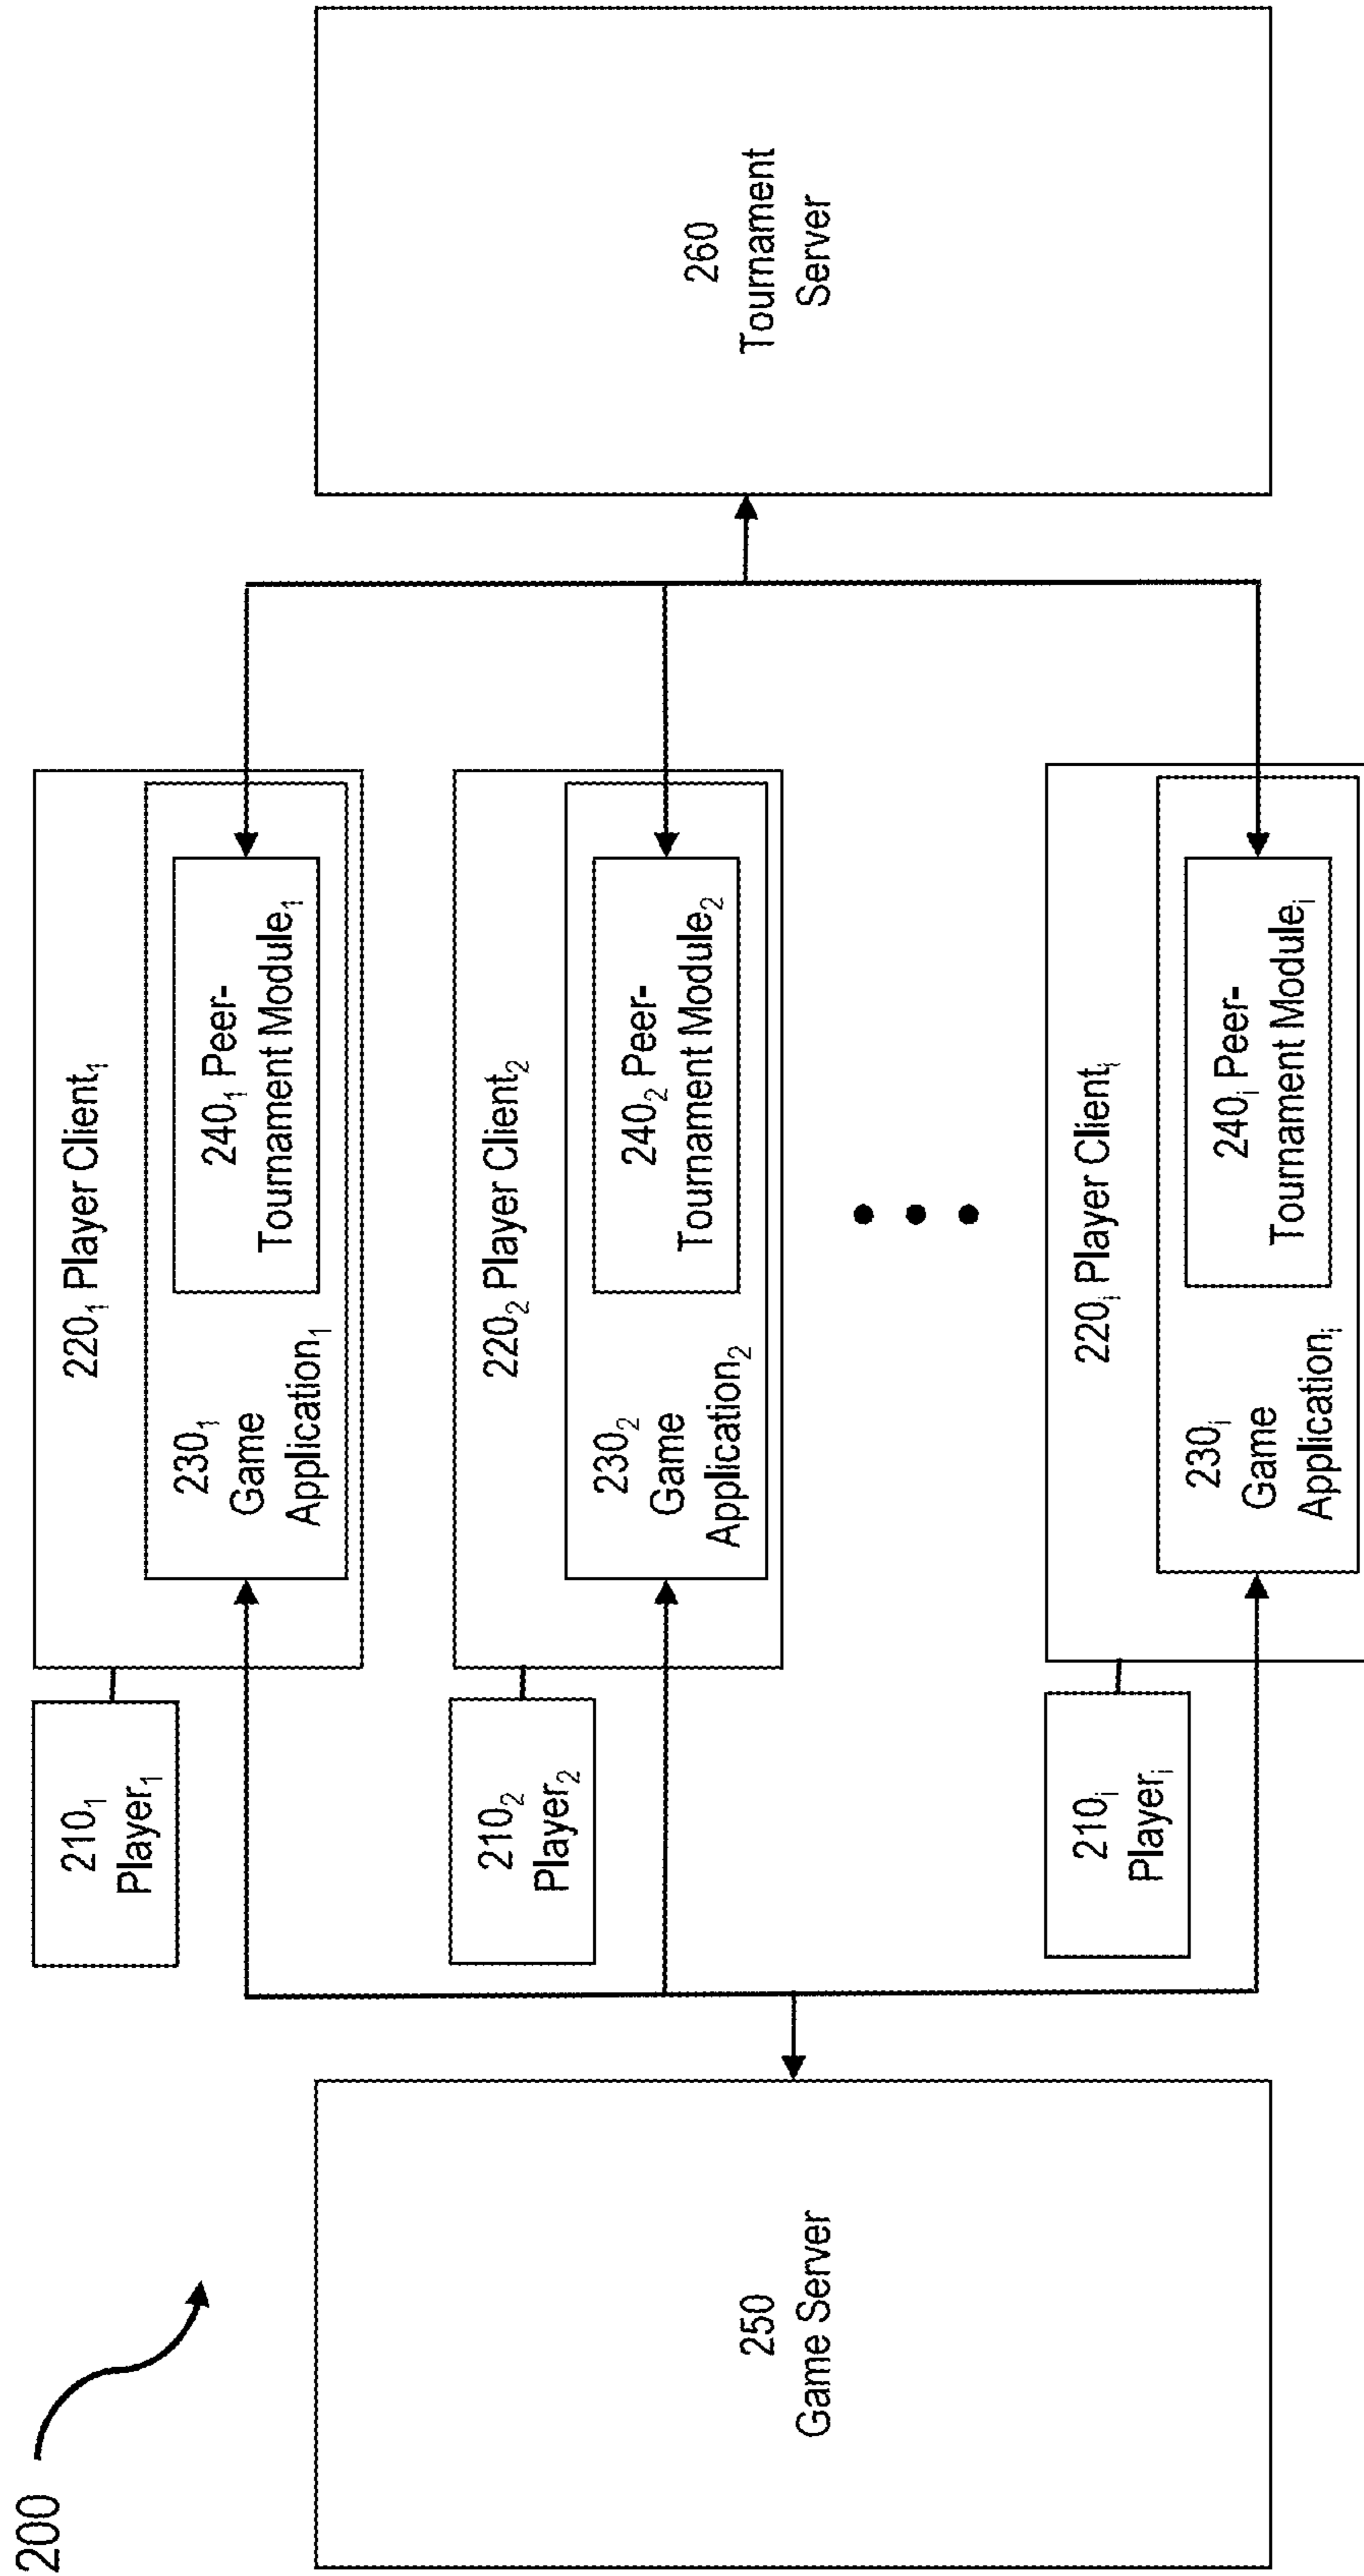 200
210₁
Player₁
220₁ Player Client₁
230₁
Game
Application₁
240₁ Peer-
Tournament Module₁
210₂
Player₂
220₂ Player Client₂
230₂
Game
Application₂
240₂ Peer-
Tournament Module₂
210ᵢ
Playerᵢ
220ᵢ Player Clientᵢ
230ᵢ
Game
Applicationᵢ
240ᵢ Peer-
Tournament Moduleᵢ
250
Game Server
260
Tournament
Server